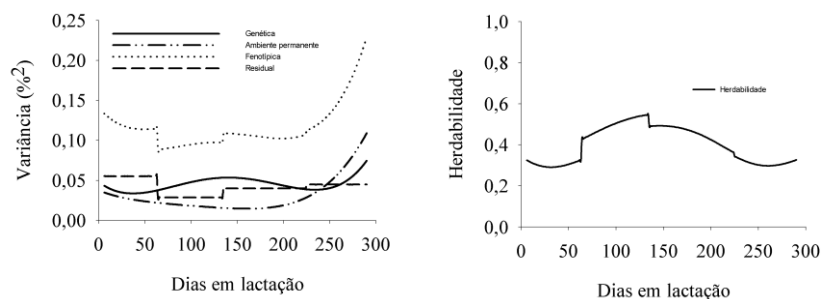 Variância (%²)
0,25
0,20
0,15
0,10
0,05
0,00
Genética
Ambiente permanente
Fenotípica
Residual
0 50 100 150 200 250 300
Dias em lactação
Herdabilidade
1,0
0,8
0,6
0,4
0,2
0,0
Herdabilidade
0 50 100 150 200 250 300
Dias em lactação